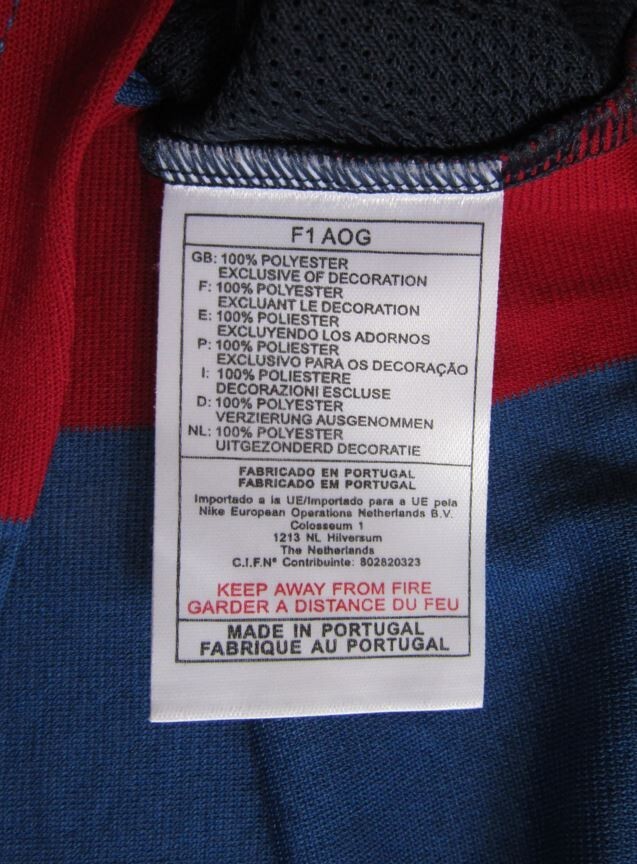 F1 AOG
GB: 100% POLYESTER
EXCLUSIVE OF DECORATION
F: 100% POLYESTER
EXCLUANT LE DECORATION
E: 100% POLIESTER
EXCLUYENDO LOS ADORNOS
P: 100% POLIESTER
EXCLUSIVO PARA OS DECORAÇÃO
I: 100% POLIESTERE
DECORAZIONI ESCLUSE
D: 100% POLYESTER
VERZIERUNG AUSGENOMMEN
NL: 100% POLYESTER
UITGEZONDERD DECORATIE
FABRICADO EN PORTUGAL
FABRICADO EM PORTUGAL
Importado a la UE/Importado para a UE pela
Nike European Operations Netherlands B.V.
Colosseum 1
1213 NL Hilversum
The Netherlands
C.I.F.Nº Contribuinte: 802820323
KEEP AWAY FROM FIRE
GARDER A DISTANCE DU FEU
MADE IN PORTUGAL
FABRIQUE AU PORTUGAL